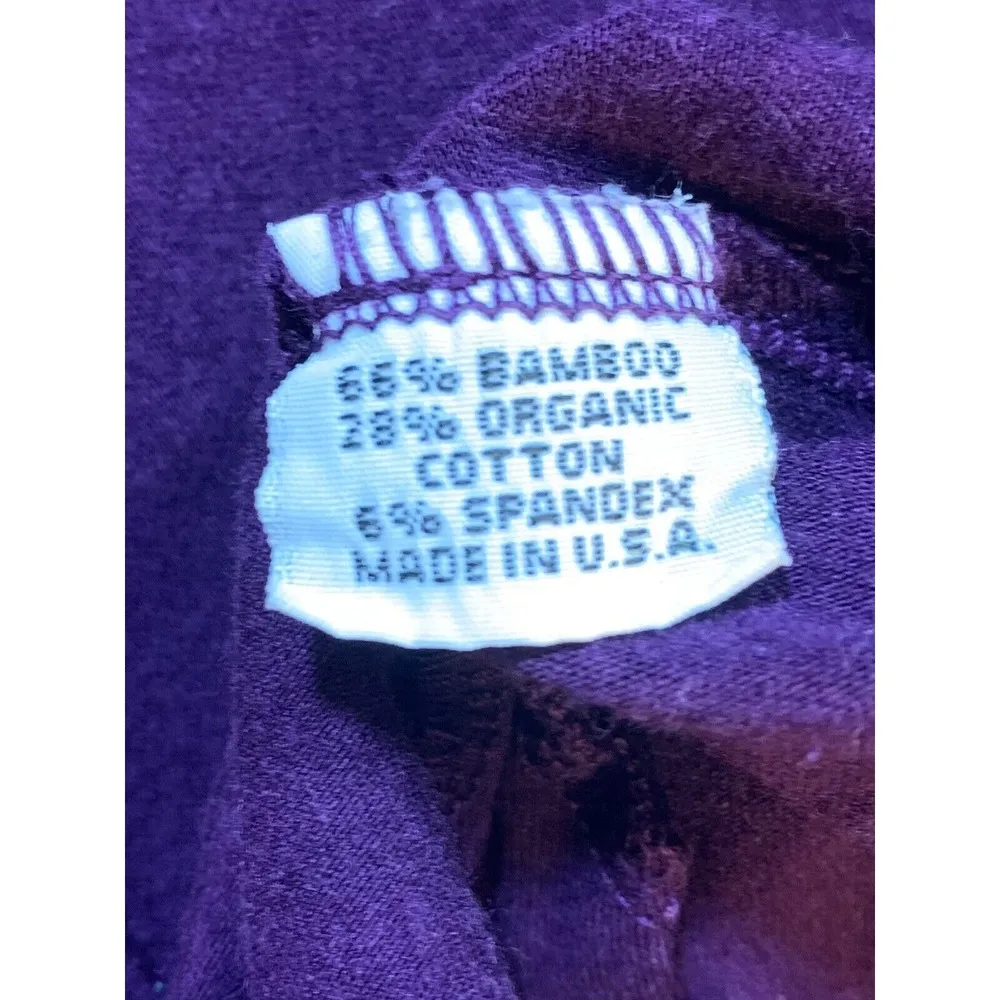 66% BAMBOO
28% ORGANIC
COTTON
6% SPANDEX
MADE IN U.S.A.